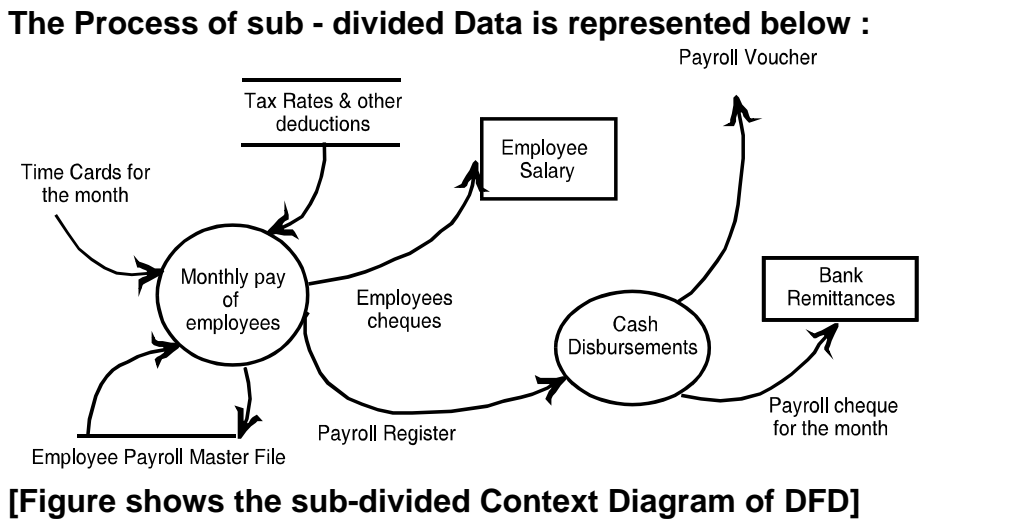 The Process of sub - divided Data is represented below :
Payroll Voucher
Tax Rates & other
deductions
Employee
Salary
Time Cards for
the month
Monthly pay
of
employees
Employees
cheques
Bank
Remittances
Cash
Disbursements
Payroll cheque
for the month
Payroll Register
Employee Payroll Master File
[Figure shows the sub-divided Context Diagram of DFD]